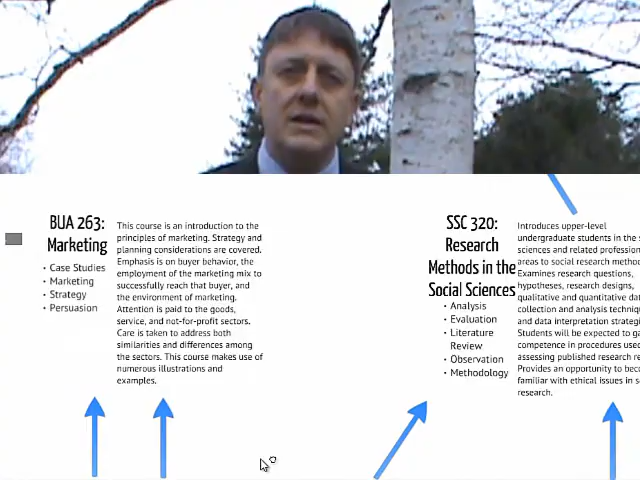 BUA 263:
Marketing
• Case Studies
• Marketing
• Strategy
• Persuasion
This course is an introduction to the
principles of marketing. Strategy and
planning considerations are covered.
Emphasis is on buyer behavior, the
employment of the marketing mix to
successfully reach that buyer, and
the environment of marketing.
Attention is paid to the goods,
service, and not-for-profit sectors.
Care is taken to address both
similarities and differences among
the sectors. This course makes use of
numerous illustrations and
examples.
SSC 320:
Research
Methods in the
Social Sciences
• Analysis
• Evaluation
• Literature
Review
• Observation
• Methodology
Introduces upper-level
undergraduate students in the
sciences and related
areas to social research
Examines research questions,
hypotheses, research designs,
qualitative and quantitative
collection and analysis
and data interpretation
Students will be expected to
competence in procedures
assessing published research
Provides an opportunity to
familiar with ethical issues in
research.